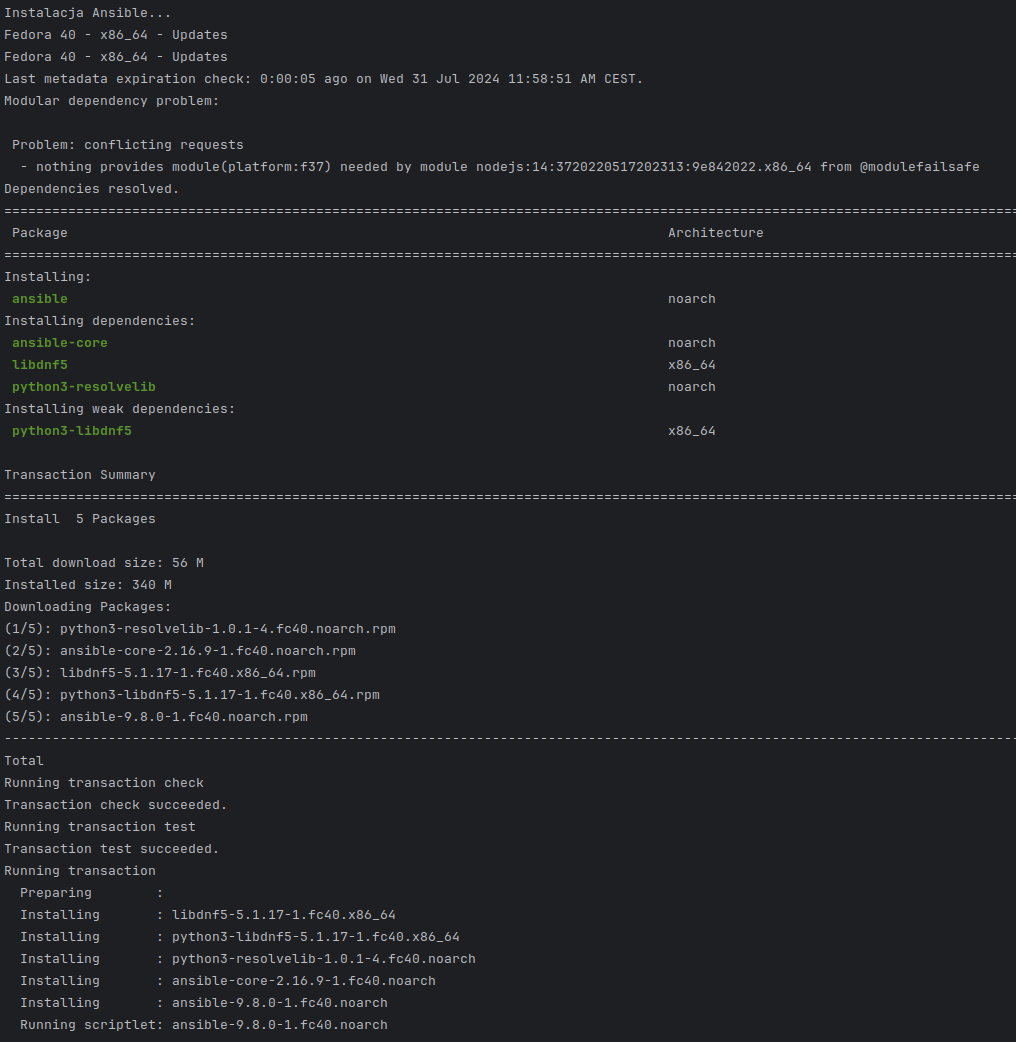 Instalacja Ansible...
Fedora 40 - x86_64 - Updates
Fedora 40 - x86_64 - Updates
Last metadata expiration check: 0:00:05 ago on Wed 31 Jul 2024 11:58:51 AM CEST.
Modular dependency problem:
Problem: conflicting requests
- nothing provides module(platform:f37) needed by module nodejs:14:3720220517202313:9e842022.x86_64 from @modulefailsafe
Dependencies resolved.
================================================================================================================================
Package Architecture
================================================================================================================================
Installing:
ansible noarch
Installing dependencies:
ansible-core noarch
libdnf5 x86_64
python3-resolvelib noarch
Installing weak dependencies:
python3-libdnf5 x86_64
Transaction Summary
================================================================================================================================
Install  5 Packages
Total download size: 56 M
Installed size: 340 M
Downloading Packages:
(1/5): python3-resolvelib-1.0.1-4.fc40.noarch.rpm
(2/5): ansible-core-2.16.9-1.fc40.noarch.rpm
(3/5): libdnf5-5.1.17-1.fc40.x86_64.rpm
(4/5): python3-libdnf5-5.1.17-1.fc40.x86_64.rpm
(5/5): ansible-9.8.0-1.fc40.noarch.rpm
--------------------------------------------------------------------------------------------------------------------------------
Total
Running transaction check
Transaction check succeeded.
Running transaction test
Transaction test succeeded.
Running transaction
Preparing        :
Installing       : libdnf5-5.1.17-1.fc40.x86_64
Installing       : python3-libdnf5-5.1.17-1.fc40.x86_64
Installing       : python3-resolvelib-1.0.1-4.fc40.noarch
Installing       : ansible-core-2.16.9-1.fc40.noarch
Installing       : ansible-9.8.0-1.fc40.noarch
Running scriptlet: ansible-9.8.0-1.fc40.noarch